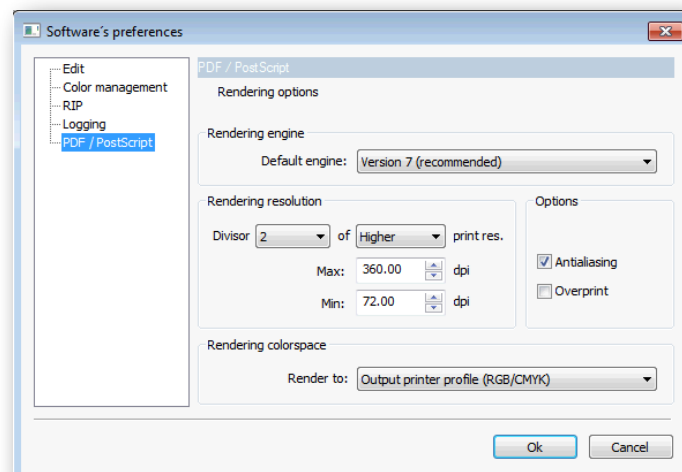 Software´s preferences
Edit
Color management
RIP
Logging
PDF / PostScript
PDF / PostScript
Rendering options
Rendering engine
Default engine: Version 7 (recommended)
Rendering resolution
Divisor 2 of Higher print res.
Max: 360.00 dpi
Min: 72.00 dpi
Options
Antialiasing
Overprint
Rendering colorspace
Render to: Output printer profile (RGB/CMYK)
Ok Cancel